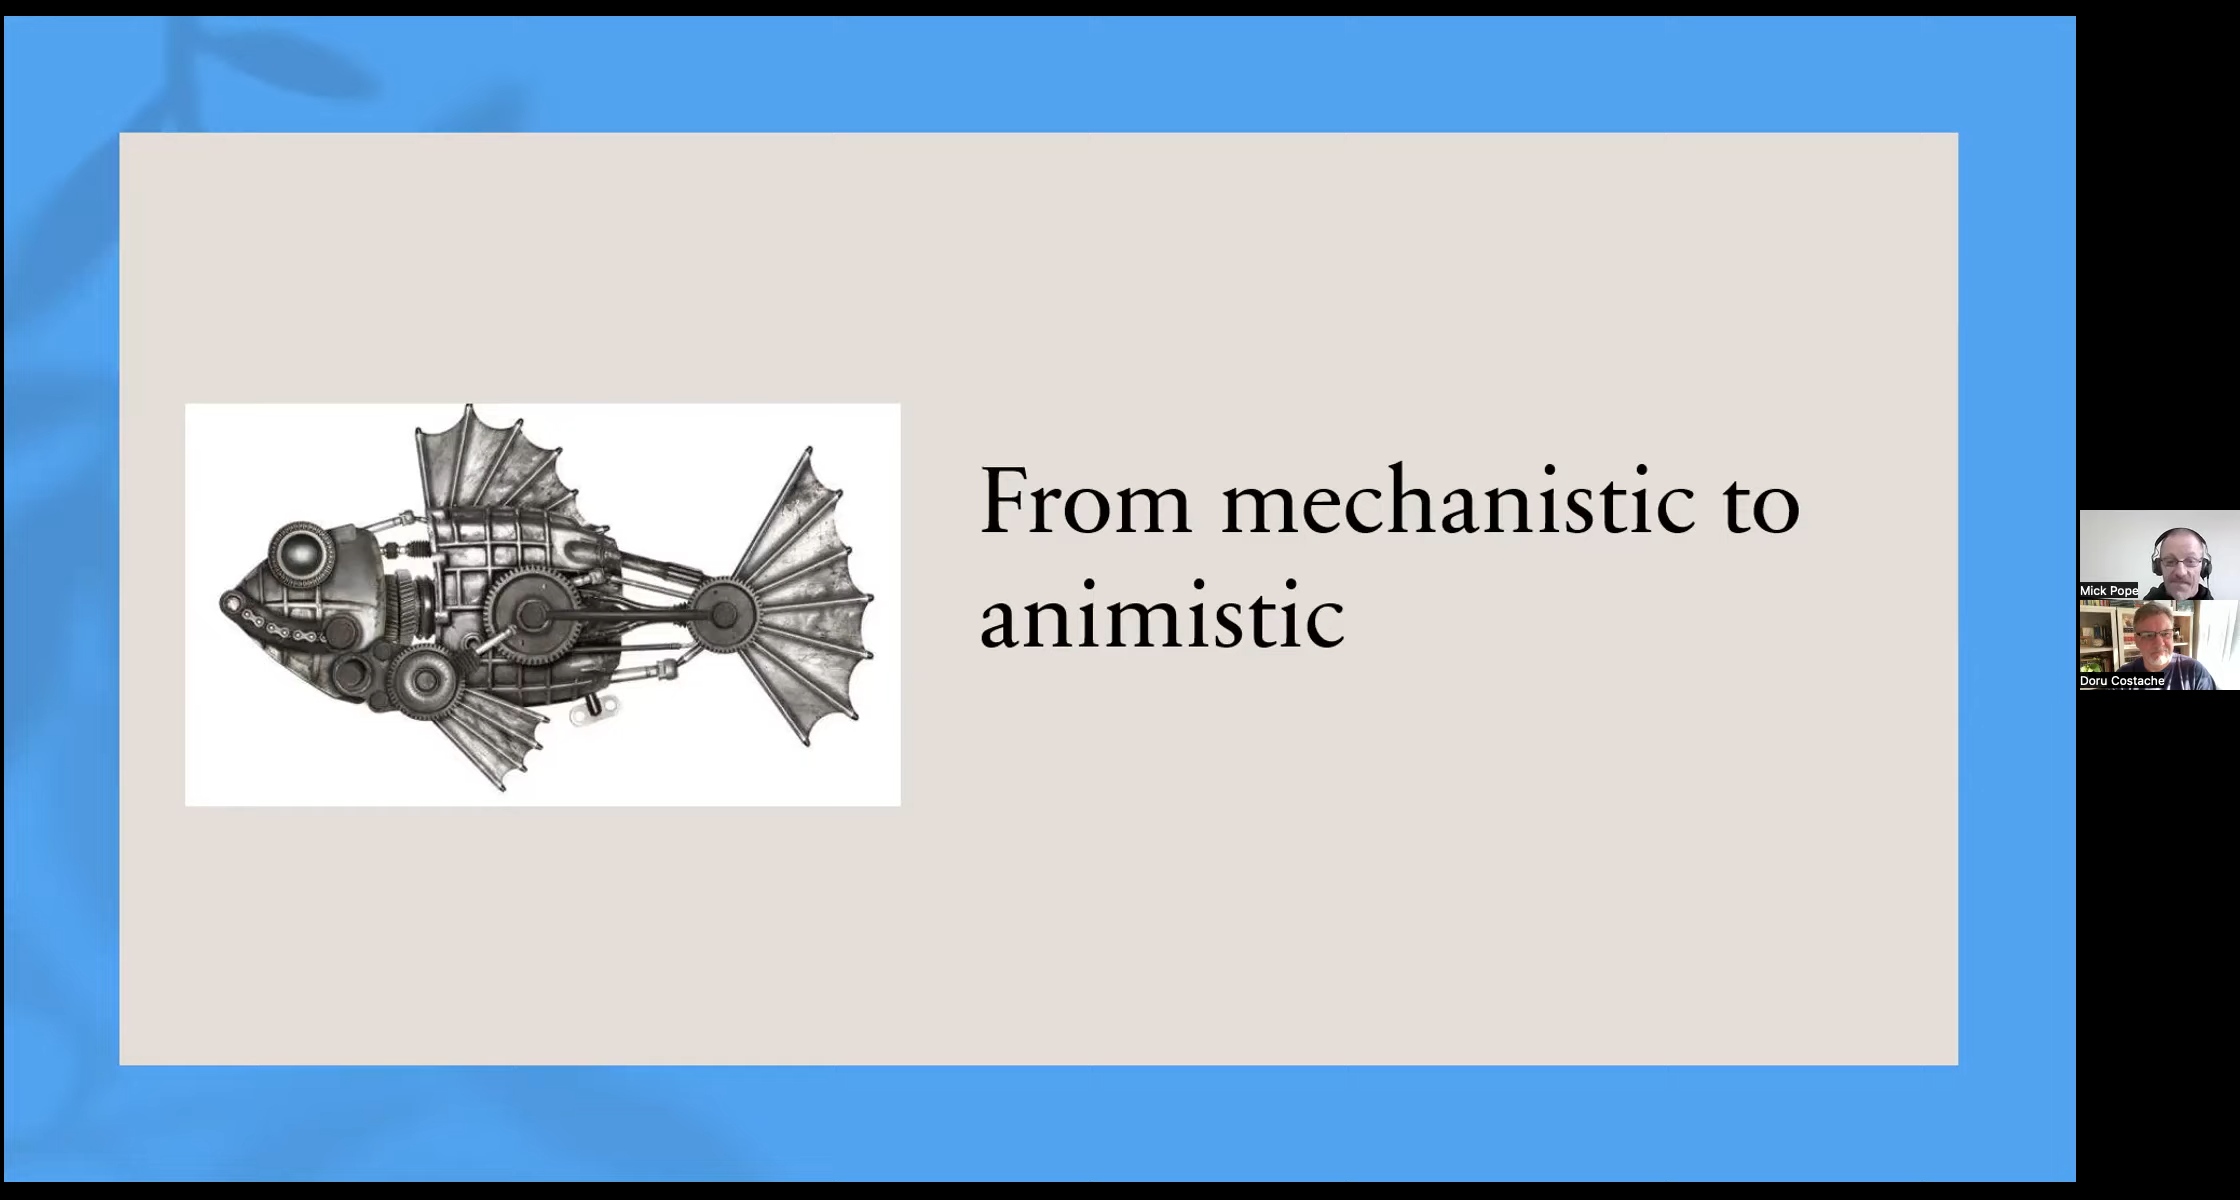 From mechanistic to
animistic
Mick Pope
Doru Costache